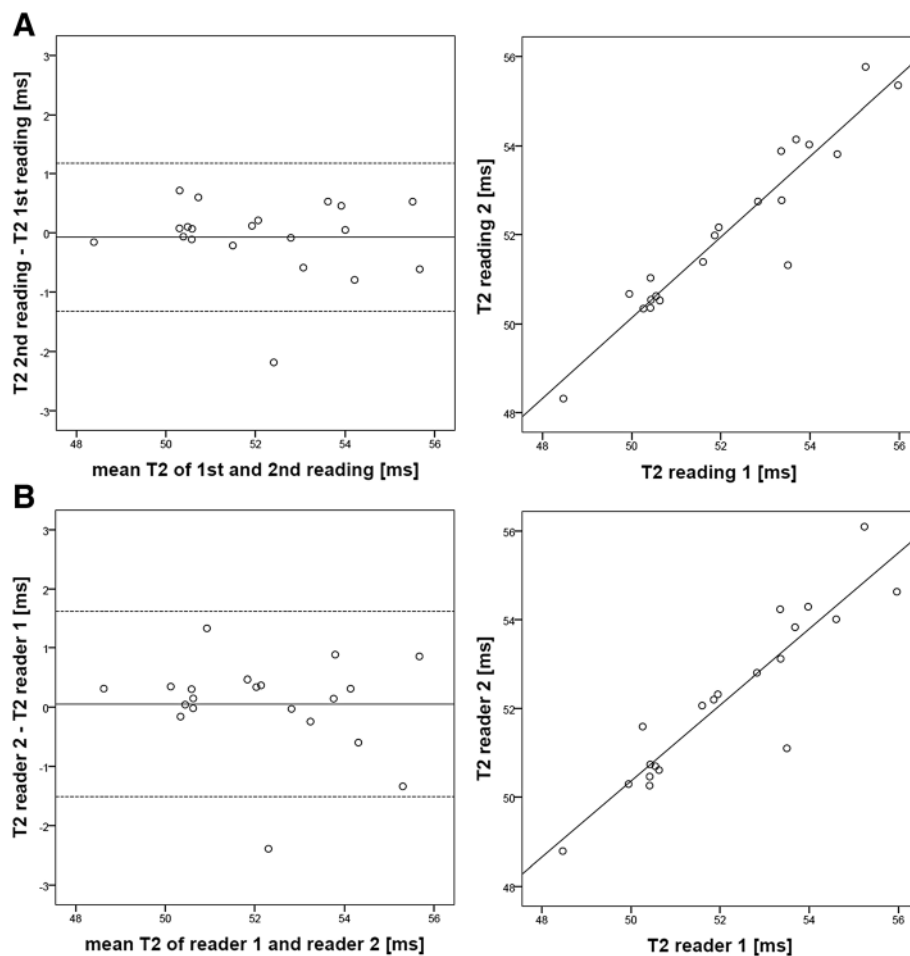 A
T2 2nd reading - T2 1st reading [ms]
3
2
1
0
-1
-2
-3
48 50 52 54 56
mean T2 of 1st and 2nd reading [ms]
T2 reading 2 [ms]
56
54
52
50
48
48 50 52 54 56
T2 reading 1 [ms]
B
T2 reader 2 - T2 reader 1 [ms]
3
2
1
0
-1
-2
-3
48 50 52 54 56
mean T2 of reader 1 and reader 2 [ms]
T2 reader 2 [ms]
56
54
52
50
48
48 50 52 54 56
T2 reader 1 [ms]